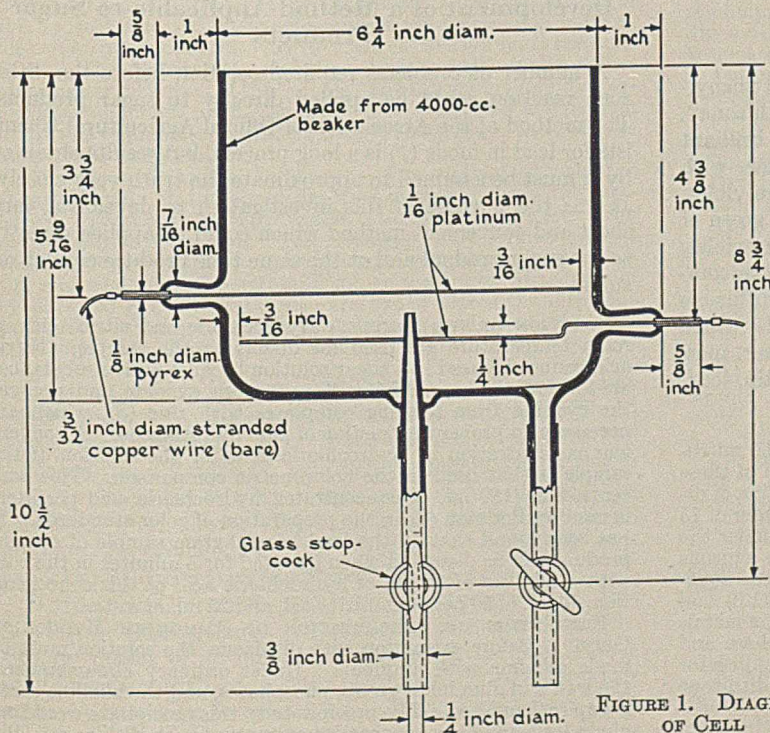 5/8 inch
1 inch
6 1/4 inch diam.
1 inch
Made from 4000-cc.
beaker
3 3/4 inch
4 3/8 inch
1/16 inch diam.
platinum
5 9/16 Inch
7/16 inch
diam.
8 3/4 inch
3/16 inch
3/16 inch
1/8 inch diam.
pyrex
1/4 inch
5/8 inch
3/32 inch diam. stranded
copper wire (bare)
10 1/2 inch
Glass stop-
cock
3/8 inch diam.
1/4 inch diam.
FIGURE 1. DIAG
OF CELL